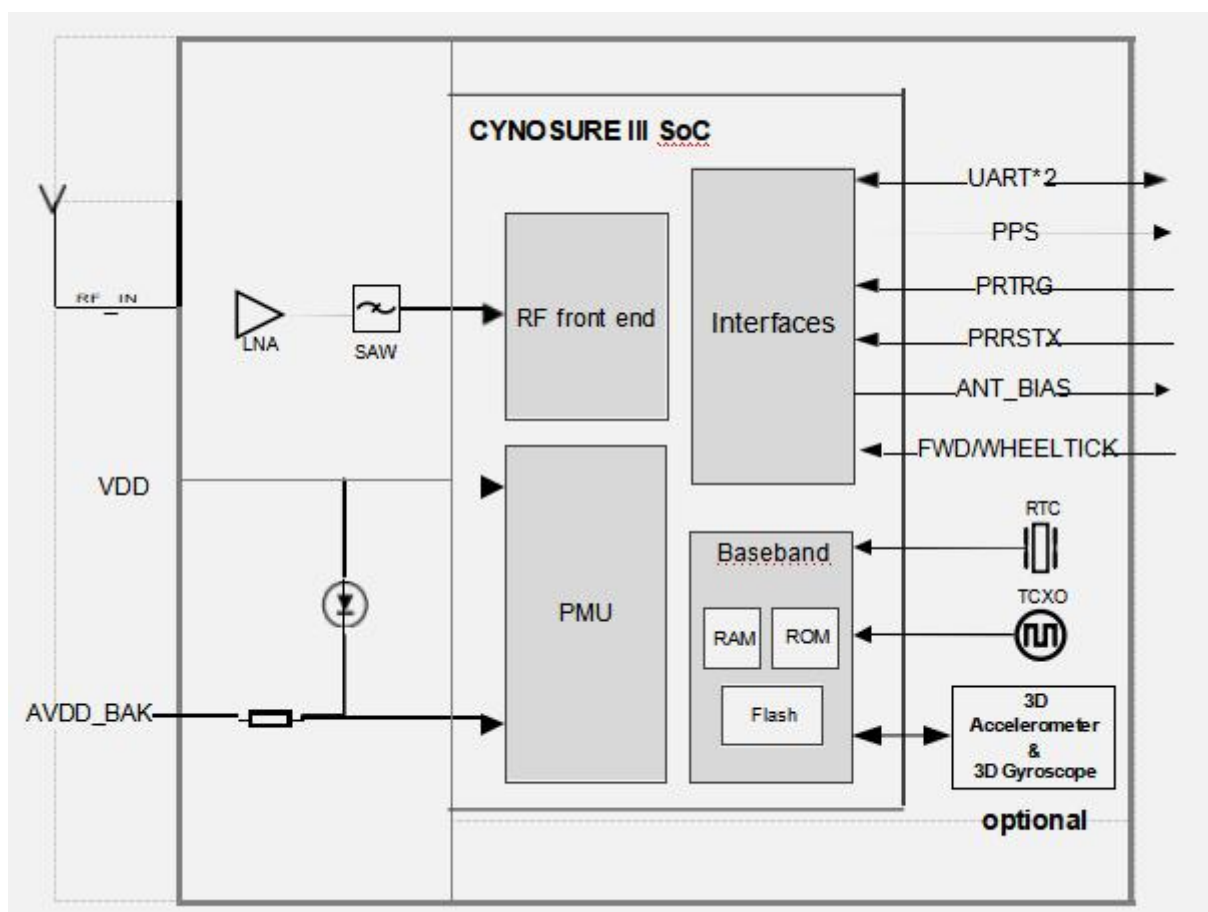 CYNOSURE III SoC
UART*2
PPS
RF_IN
PRTRG
RF front end
Interfaces
LNA
SAW
PRRSTX
ANT_BIAS
FWD/WHEELTICK
VDD
RTC
Baseband
TCXO
PMU
RAM
ROM
AVDD_BAK
Flash
3D
Accelerometer
&
3D Gyroscope
optional